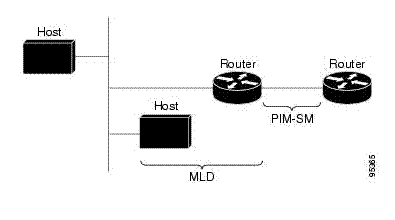 Host
Router
Router
Host
PIM-SM
MLD
95365